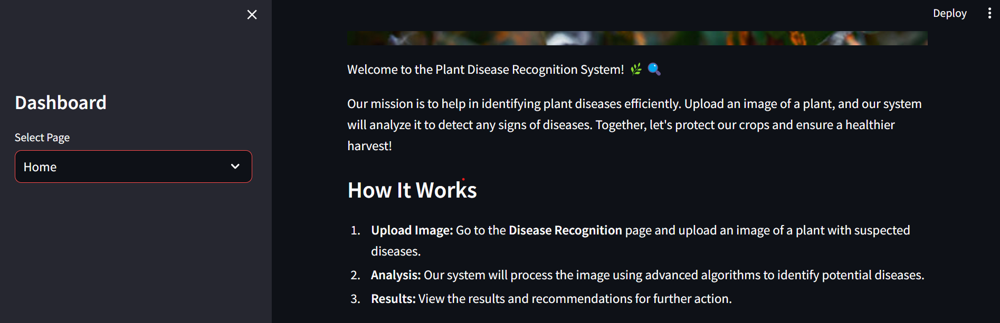 Deploy
Dashboard
Select Page
Home
Welcome to the Plant Disease Recognition System! 🌿 🔍
Our mission is to help in identifying plant diseases efficiently. Upload an image of a plant, and our system
will analyze it to detect any signs of diseases. Together, let's protect our crops and ensure a healthier
harvest!
How It Works
1. Upload Image: Go to the Disease Recognition page and upload an image of a plant with suspected
diseases.
2. Analysis: Our system will process the image using advanced algorithms to identify potential diseases.
3. Results: View the results and recommendations for further action.